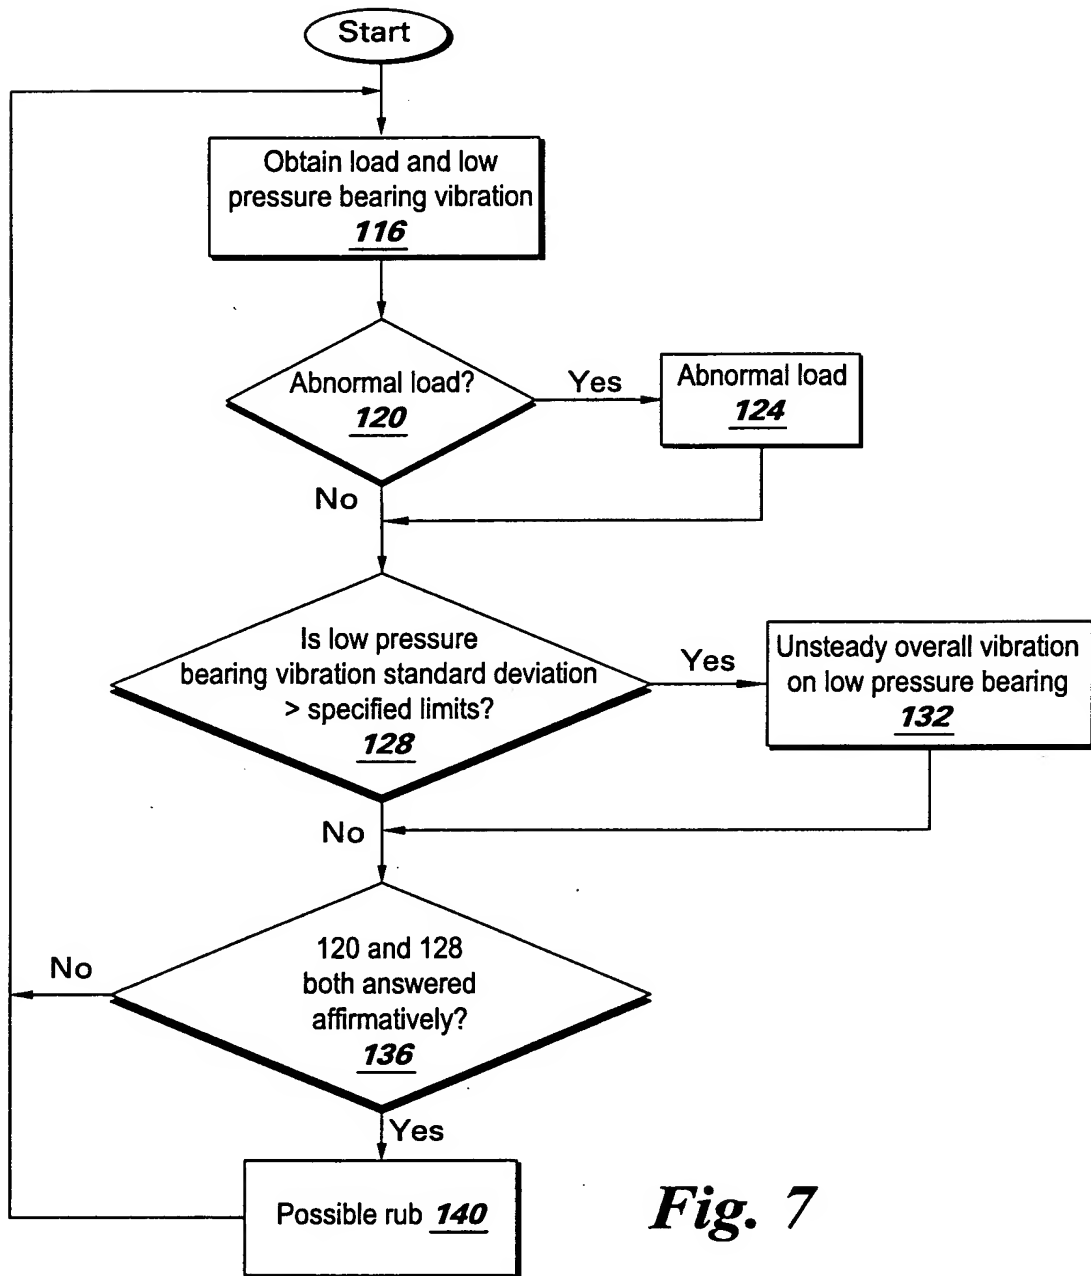 Start
Obtain load and low
pressure bearing vibration
116
Abnormal load?
120
Yes
Abnormal load
124
No
Is low pressure
bearing vibration standard deviation
> specified limits?
128
Yes
Unsteady overall vibration
on low pressure bearing
132
No
120 and 128
both answered
affirmatively?
136
No
Yes
Possible rub 140
Fig. 7